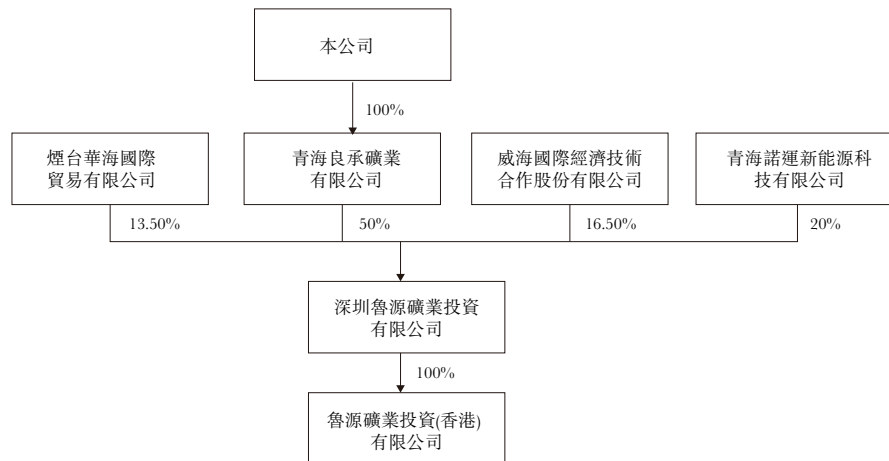 本公司
100%
煙台華海國際
貿易有限公司
青海良承礦業
有限公司
威海國際經濟技術
合作股份有限公司
青海諾運新能源科
技有限公司
13.50%
50%
16.50%
20%
深圳魯源礦業投資
有限公司
100%
魯源礦業投資(香港)
有限公司